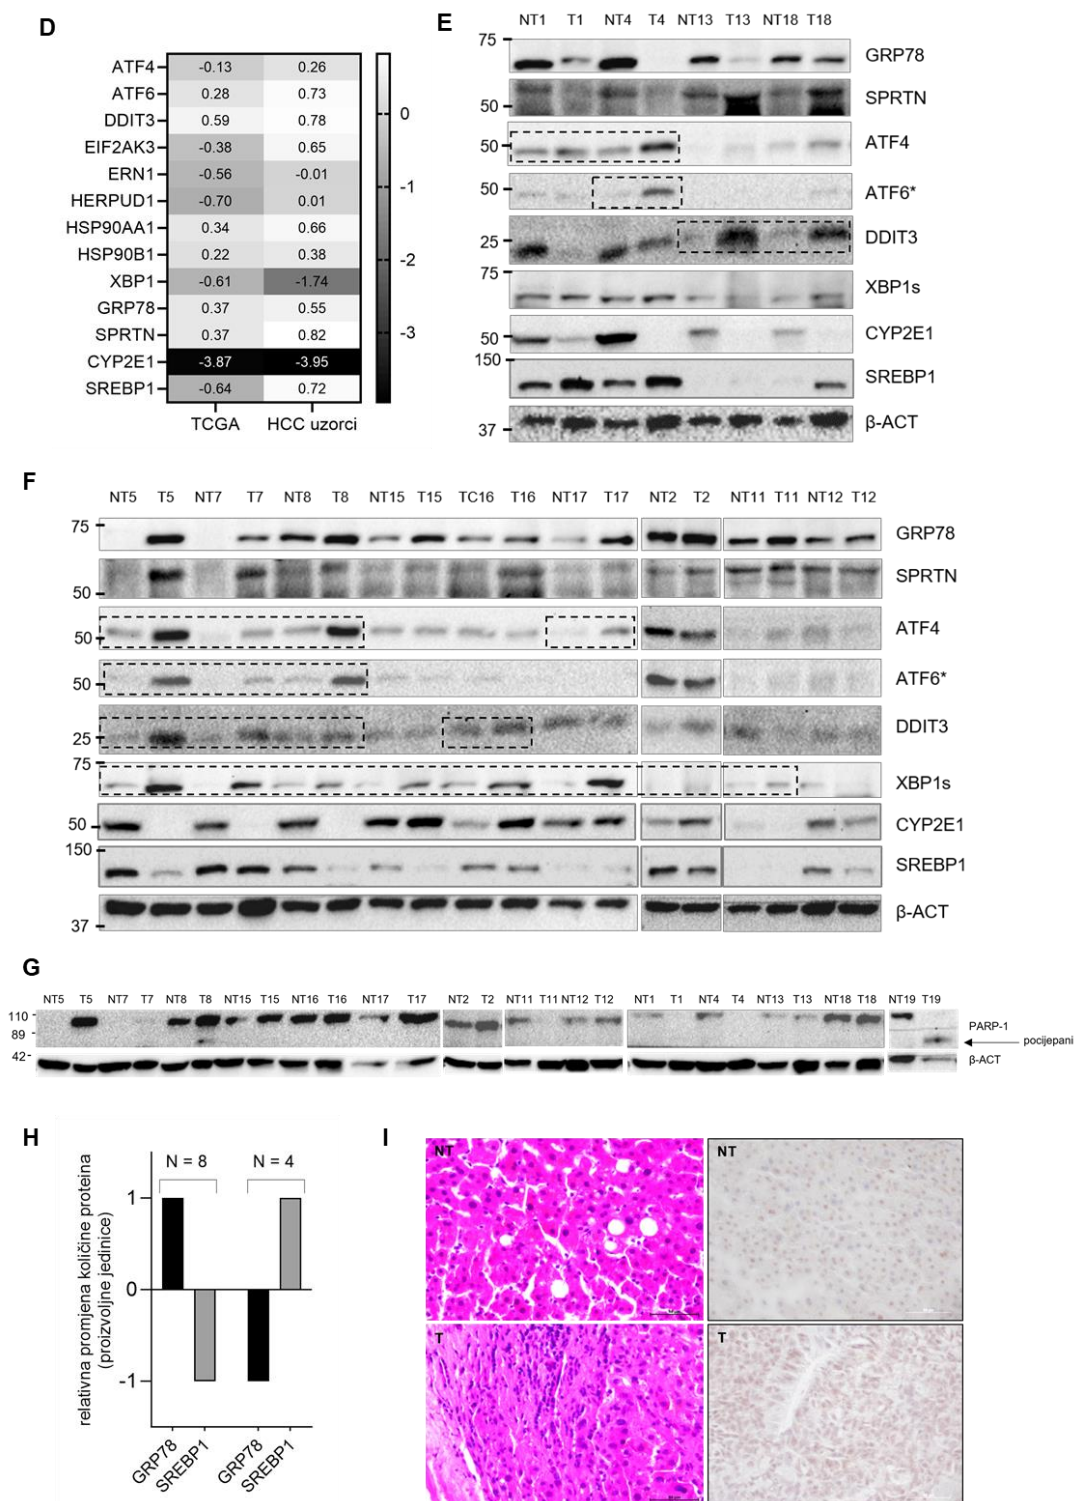 D
ATF4 -0.13 0.26
ATF6 0.28 0.73
DDIT3 0.59 0.78
EIF2AK3 -0.38 0.65
ERN1 -0.56 -0.01
HERPUD1 -0.70 0.01
HSP90AA1 0.34 0.66
HSP90B1 0.22 0.38
XBP1 -0.61 -1.74
GRP78 0.37 0.55
SPRTN 0.37 0.82
CYP2E1 -3.87 -3.95
SREBP1 -0.64 0.72
TCGA HCC uzorci
0
-1
-2
-3
E
NT1 T1 NT4 T4 NT13 T13 NT18 T18
75 GRP78
50 SPRTN
50 ATF4
50 ATF6*
25 DDIT3
75 XBP1s
50 CYP2E1
150 SREBP1
37 β-ACT
F
NT5 T5 NT7 T7 NT8 T8 NT15 T15 TC16 T16 NT17 T17 NT2 T2 NT11 T11 NT12 T12
75 GRP78
50 SPRTN
50 ATF4
50 ATF6*
25 DDIT3
75 XBP1s
50 CYP2E1
150 SREBP1
37 β-ACT
G
NT5 T5 NT7 T7 NT8 T8 NT15 T15 NT16 T16 NT17 T17 NT2 T2 NT11 T11 NT12 T12 NT1 T1 NT4 T4 NT13 T13 NT18 T18 NT19 T19
110
89 PARP-1
pocijepani
42 β-ACT
H
relativna promjena količine proteina
(proizvoljne jedinice)
N = 8 N = 4
1
0
-1
GRP78 SREBP1 GRP78 SREBP1
I
NT NT
T T